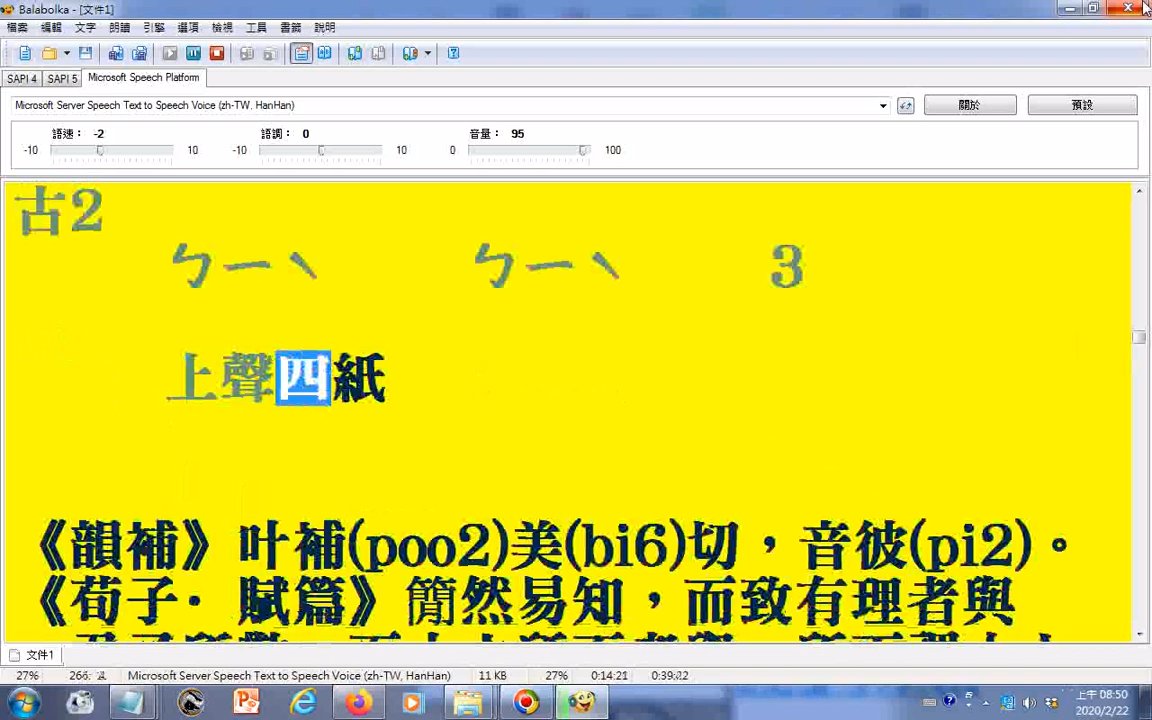 Balabolka - [文件1]
檔案 編輯 文字 朗讀 引擎 選項 檢視 工具 書籤 說明
SAPI 4 SAPI 5 Microsoft Speech Platform
Microsoft Server Speech Text to Speech Voice (zh-TW, HanHan) 關於 預設
語速： -2 語調： 0 音量： 95
-10 10 -10 10 0 100
古2
ㄅㄧˋ ㄅㄧˋ 3
上聲四紙
《韻補》叶補(poo2)美(bi6)切，音彼(pi2)。
《荀子·賦篇》簡然易知，而致有理者與
文件1
27% Microsoft Server Speech Text to Speech Voice (zh-TW, HanHan) 11 KB 27% 0:14:21 0:39:22
上午 08:50
2020/2/22